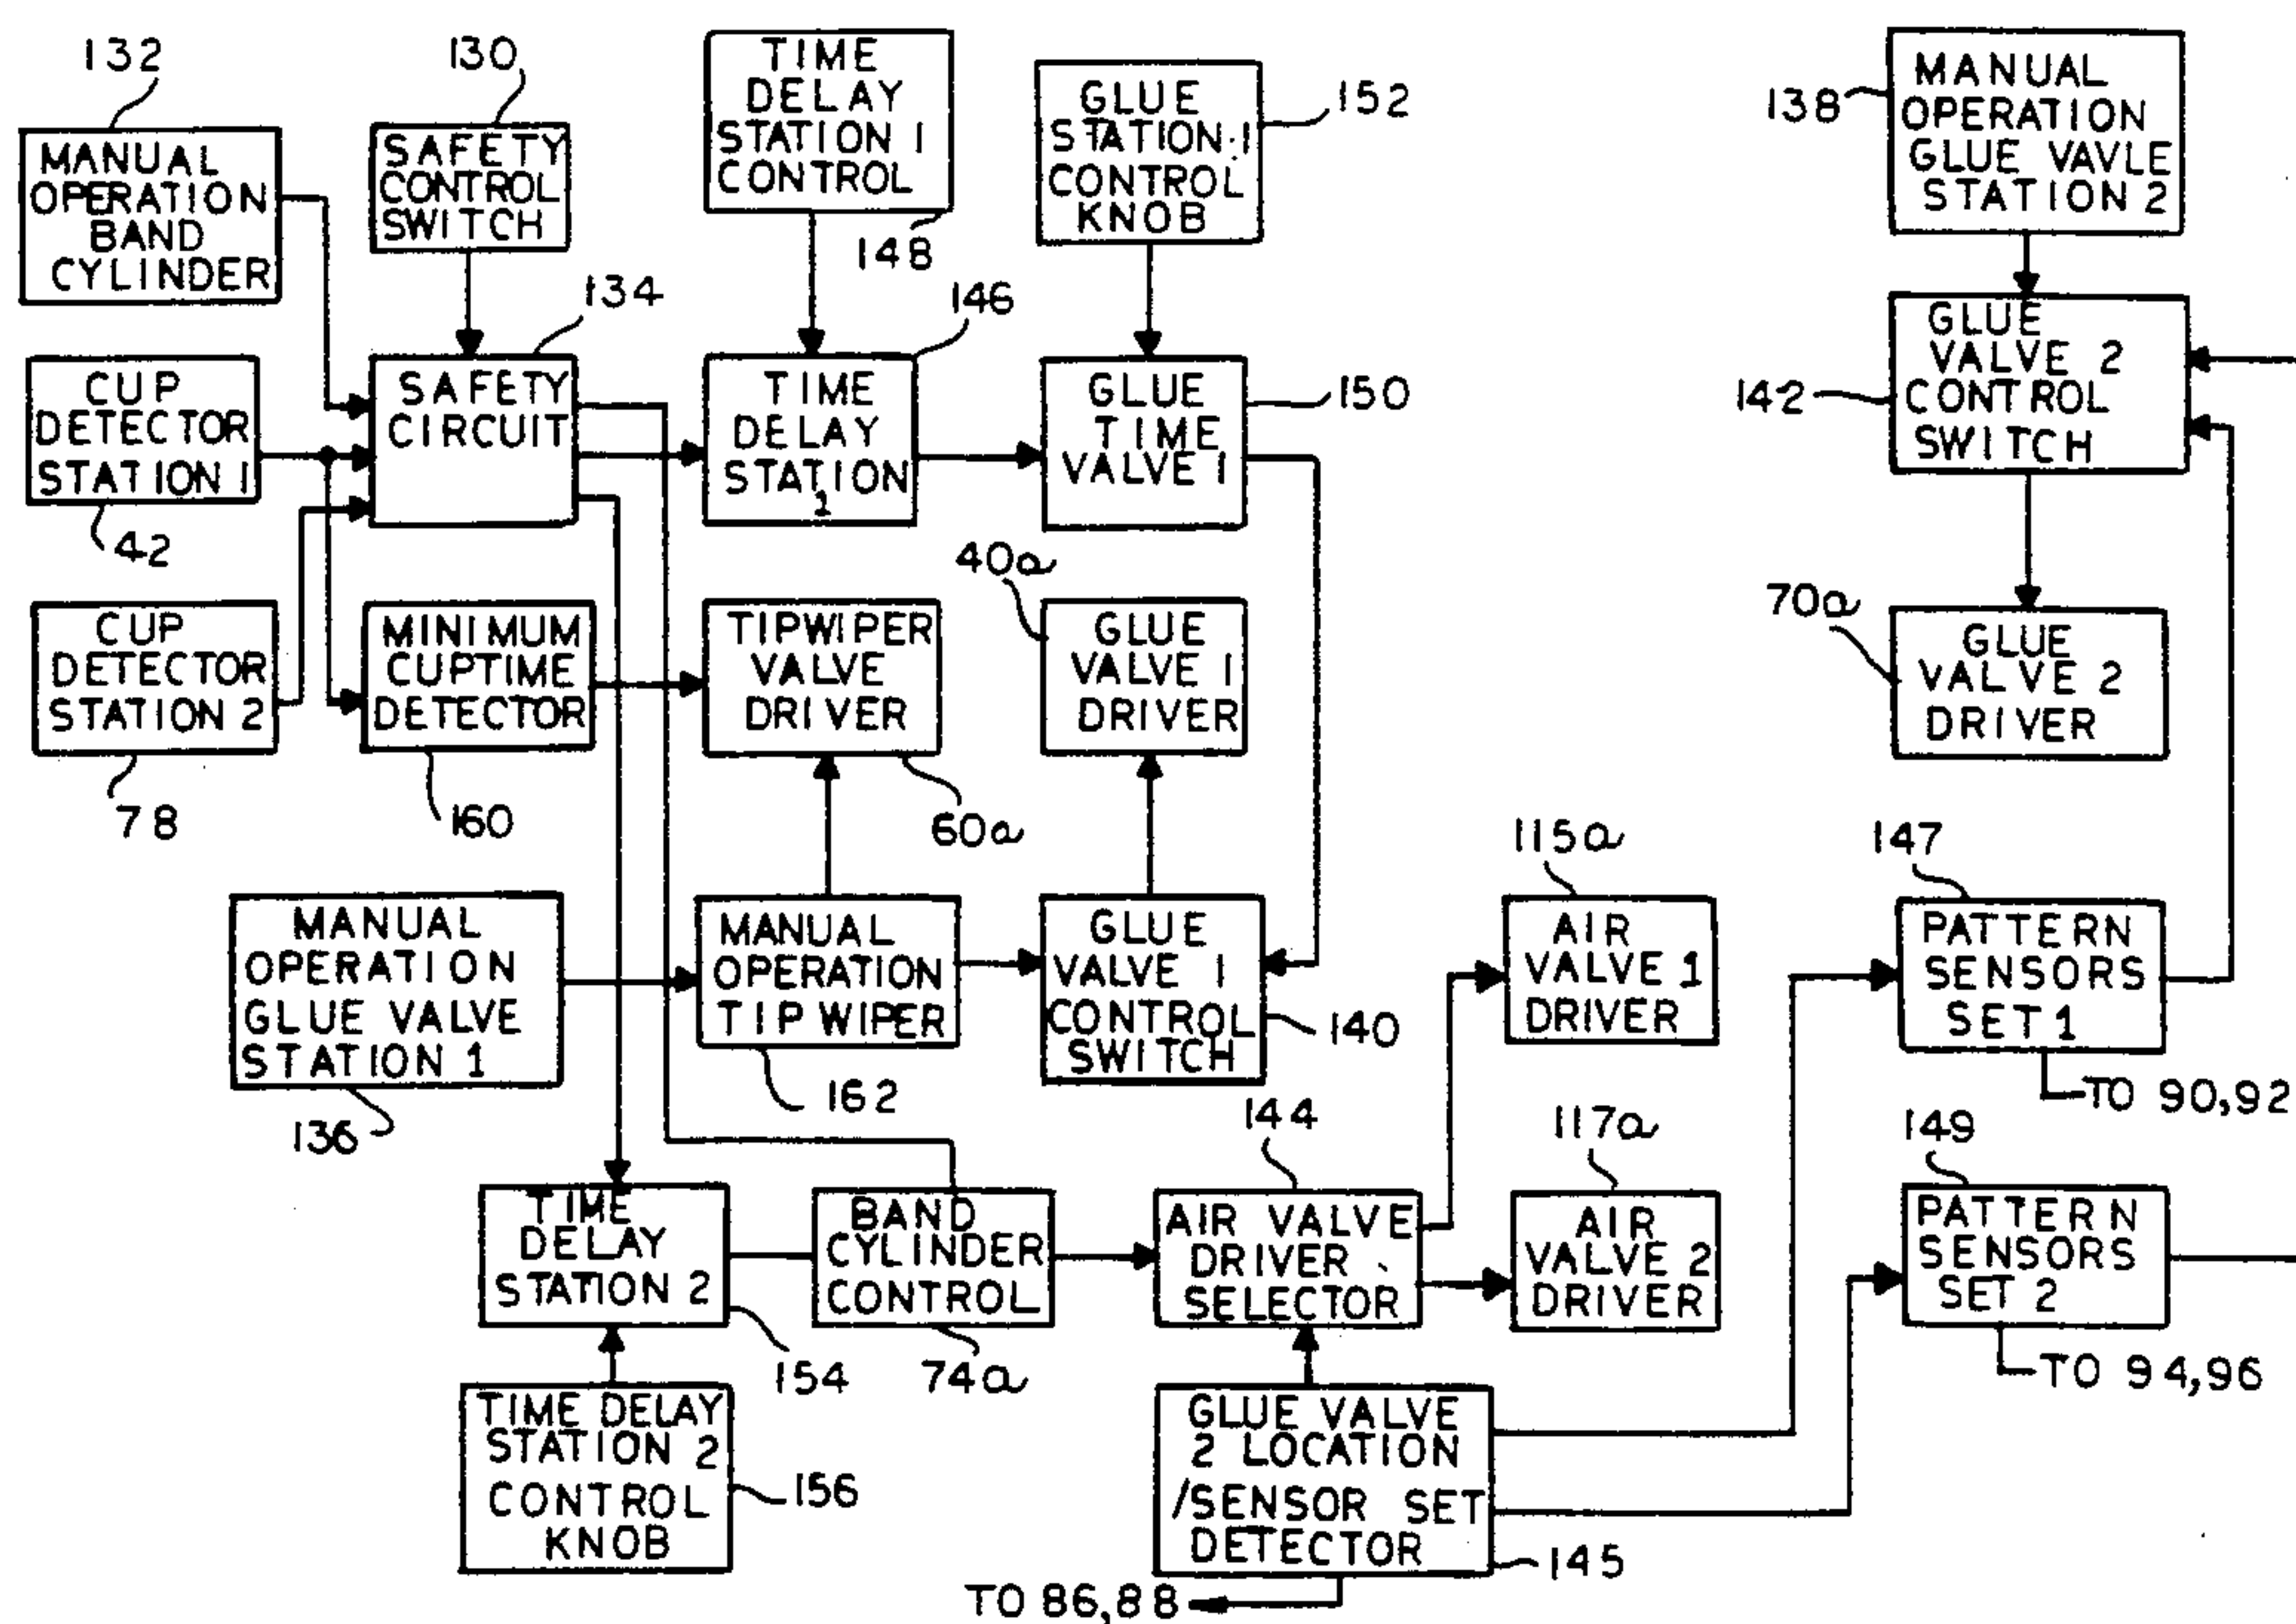 132
MANUAL
OPERATION
BAND
CYLINDER
130
SAFETY
CONTROL
SWITCH
TIME
DELAY
STATION 1
CONTROL
148
GLUE
STATION 1
CONTROL
KNOB
152
138
MANUAL
OPERATION
GLUE VAVLE
STATION 2
CUP
DETECTOR
STATION 1
42
134
SAFETY
CIRCUIT
146
TIME
DELAY
STATION
1
GLUE
TIME
VALVE 1
150
142
GLUE
VALVE 2
CONTROL
SWITCH
CUP
DETECTOR
STATION 2
78
MINIMUM
CUPTIME
DETECTOR
160
TIPWIPER
VALVE
DRIVER
60a
40a
GLUE
VALVE 1
DRIVER
70a
GLUE
VALVE 2
DRIVER
MANUAL
OPERATION
GLUE VALVE
STATION 1
136
MANUAL
OPERATION
TIP WIPER
162
GLUE
VALVE 1
CONTROL
SWITCH
140
115a
AIR
VALVE 1
DRIVER
147
PATTERN
SENSORS
SET 1
TO 90,92
TIME
DELAY
STATION 2
154
BAND
CYLINDER
CONTROL
74a
144
AIR VALVE
DRIVER
SELECTOR
117a
AIR
VALVE 2
DRIVER
149
PATTERN
SENSORS
SET 2
TO 94,96
TIME DELAY
STATION 2
CONTROL
KNOB
156
GLUE VALVE
2 LOCATION
/SENSOR SET
DETECTOR
145
TO 86,88